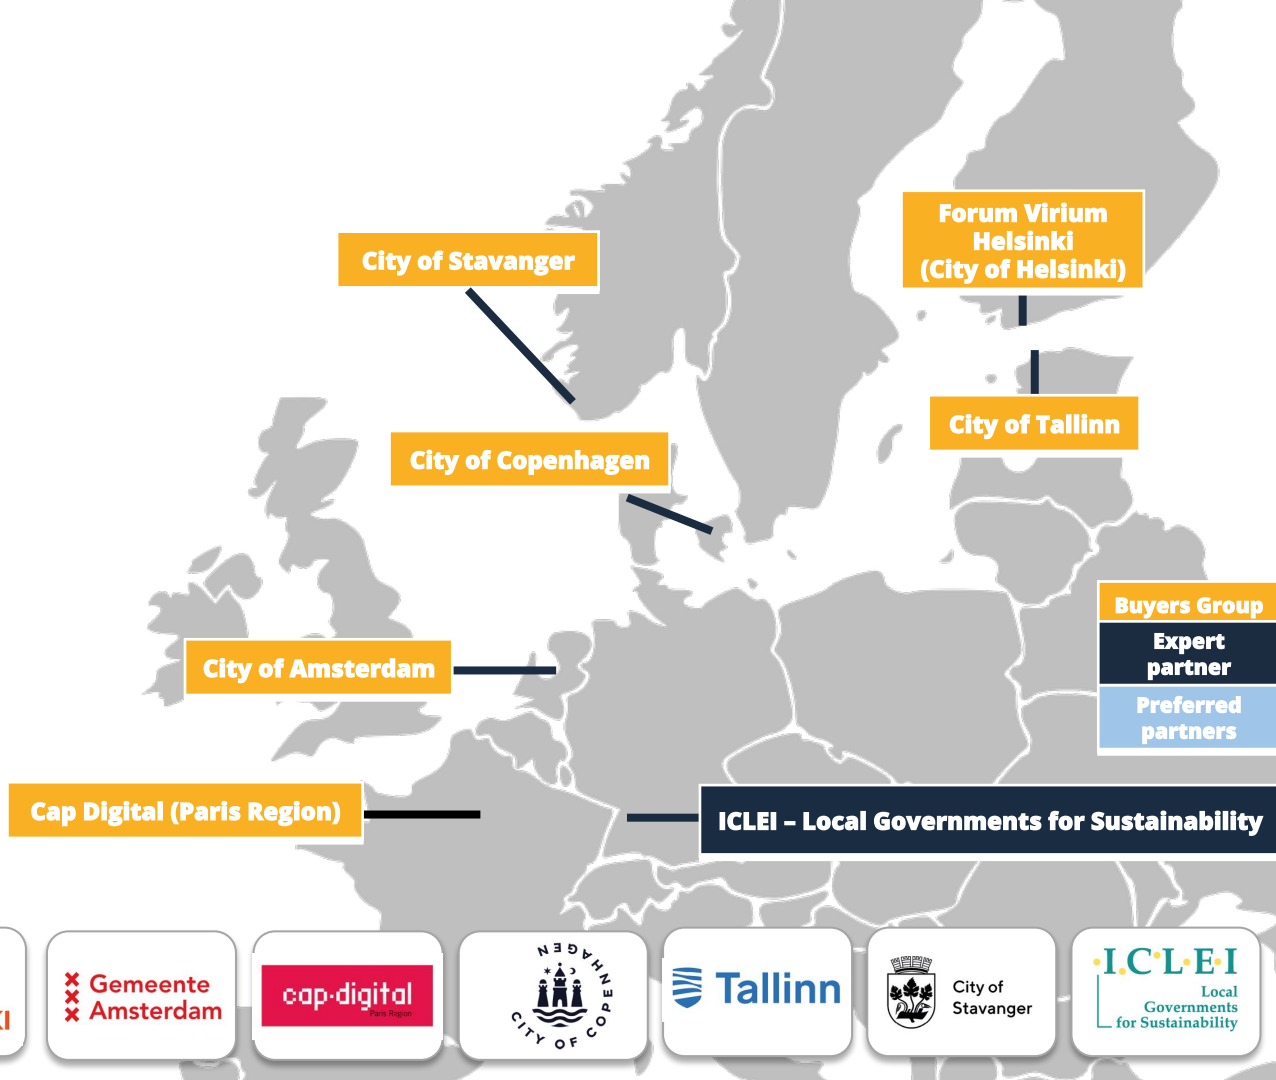 Forum Virium
Helsinki
(City of Helsinki)
City of Stavanger
City of Tallinn
City of Copenhagen
Buyers Group
Expert
partner
City of Amsterdam
Preferred
partners
Cap Digital (Paris Region)
ICLEI – Local Governments for Sustainability
KI
Gemeente
Amsterdam
cap·digital
Paris Region
CITY OF COPENHAGEN
Tallinn
City of
Stavanger
·I.C·L·E·I
Local
Governments
for Sustainability